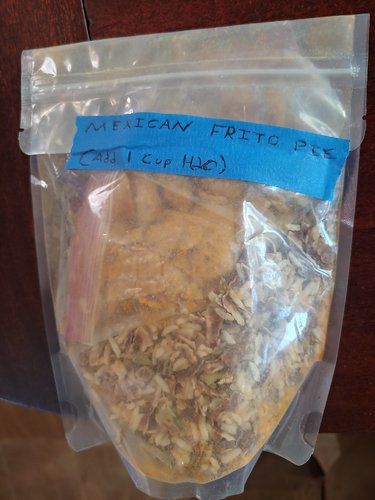 MEXICAN FRITO PIE
(Add 1 Cup H2O)